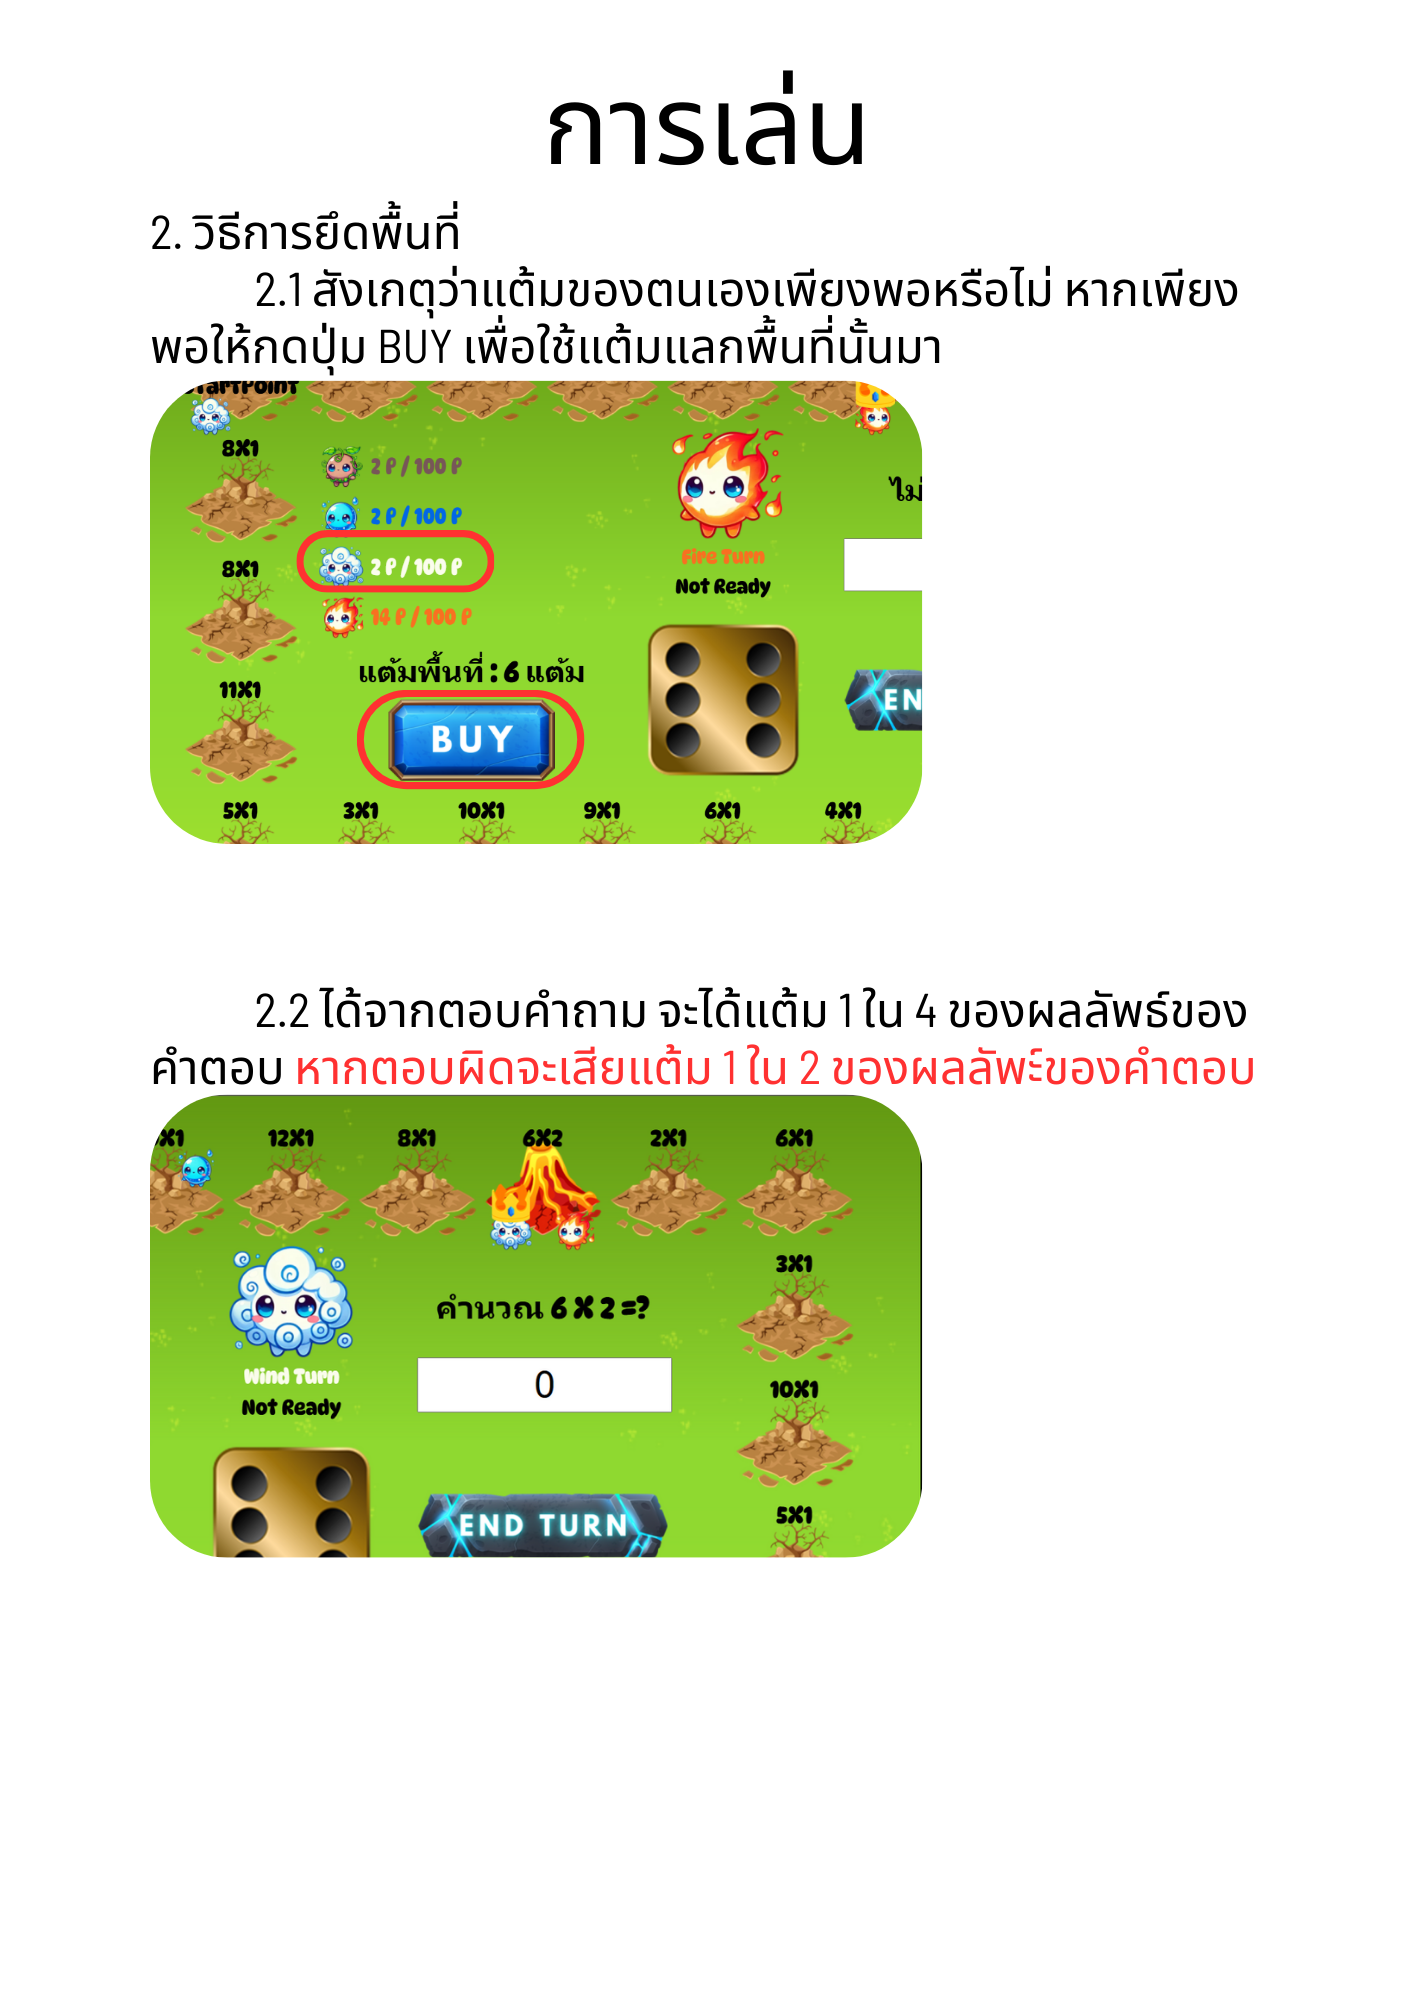 การเล่น
2. วิธีการยึดพื้นที่
2.1 สังเกตุว่าแต้มของตนเองเพียงพอหรือไม่ หากเพียง
พอให้กดปุ่ม BUY เพื่อใช้แต้มแลกพื้นที่นั้นมา
StartPoint
8X1
2 P / 100 P
ไม่
2 P / 100 P
8X1
2 P / 100 P
Fire Turn
Not Ready
14 P / 100 P
แต้มพื้นที่ : 6 แต้ม
11X1
EN
BUY
5X1 3X1 10X1 9X1 6X1 4X1
2.2 ได้จากตอบคำถาม จะได้แต้ม 1 ใน 4 ของผลลัพธ์ของ
คำตอบ หากตอบผิดจะเสียแต้ม 1 ใน 2 ของผลลัพะ์ของคำตอบ
X1 12X1 8X1 6X2 2X1 6X1
3X1
คำนวณ 6 X 2 =?
Wind Turn
0
10X1
Not Ready
END TURN
5X1